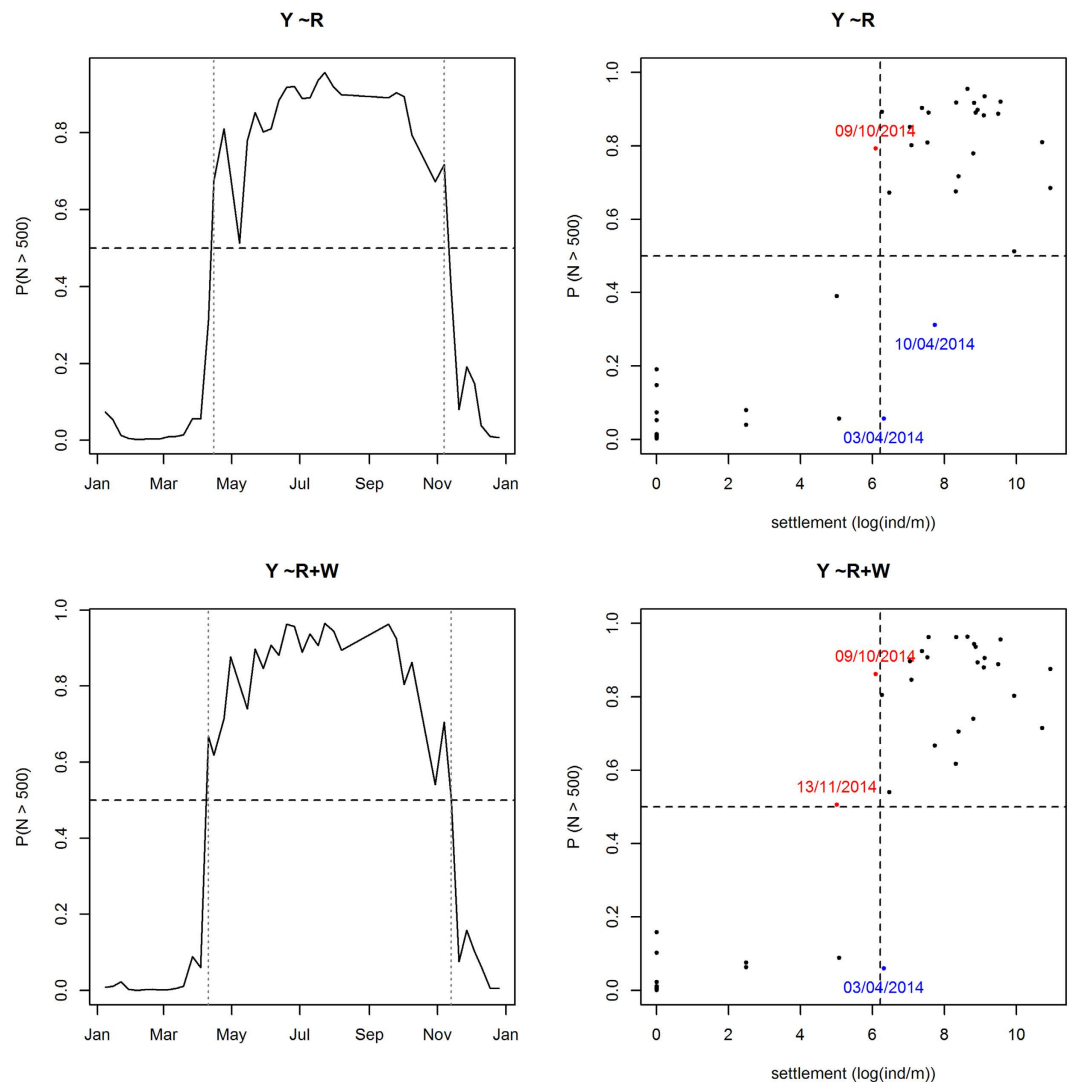 Y ~R
P(N > 500)
0.8
0.6
0.4
0.2
0.0
Jan Mar May Jul Sep Nov Jan
Y ~R
P (N > 500)
1.0
0.8
0.6
0.4
0.2
0.0
09/10/2014
10/04/2014
03/04/2014
0 2 4 6 8 10
settlement (log(ind/m))
Y ~R+W
P(N > 500)
1.0
0.8
0.6
0.4
0.2
0.0
Jan Mar May Jul Sep Nov Jan
Y ~R+W
P (N > 500)
1.0
0.8
0.6
0.4
0.2
0.0
09/10/2014
13/11/2014
03/04/2014
0 2 4 6 8 10
settlement (log(ind/m))